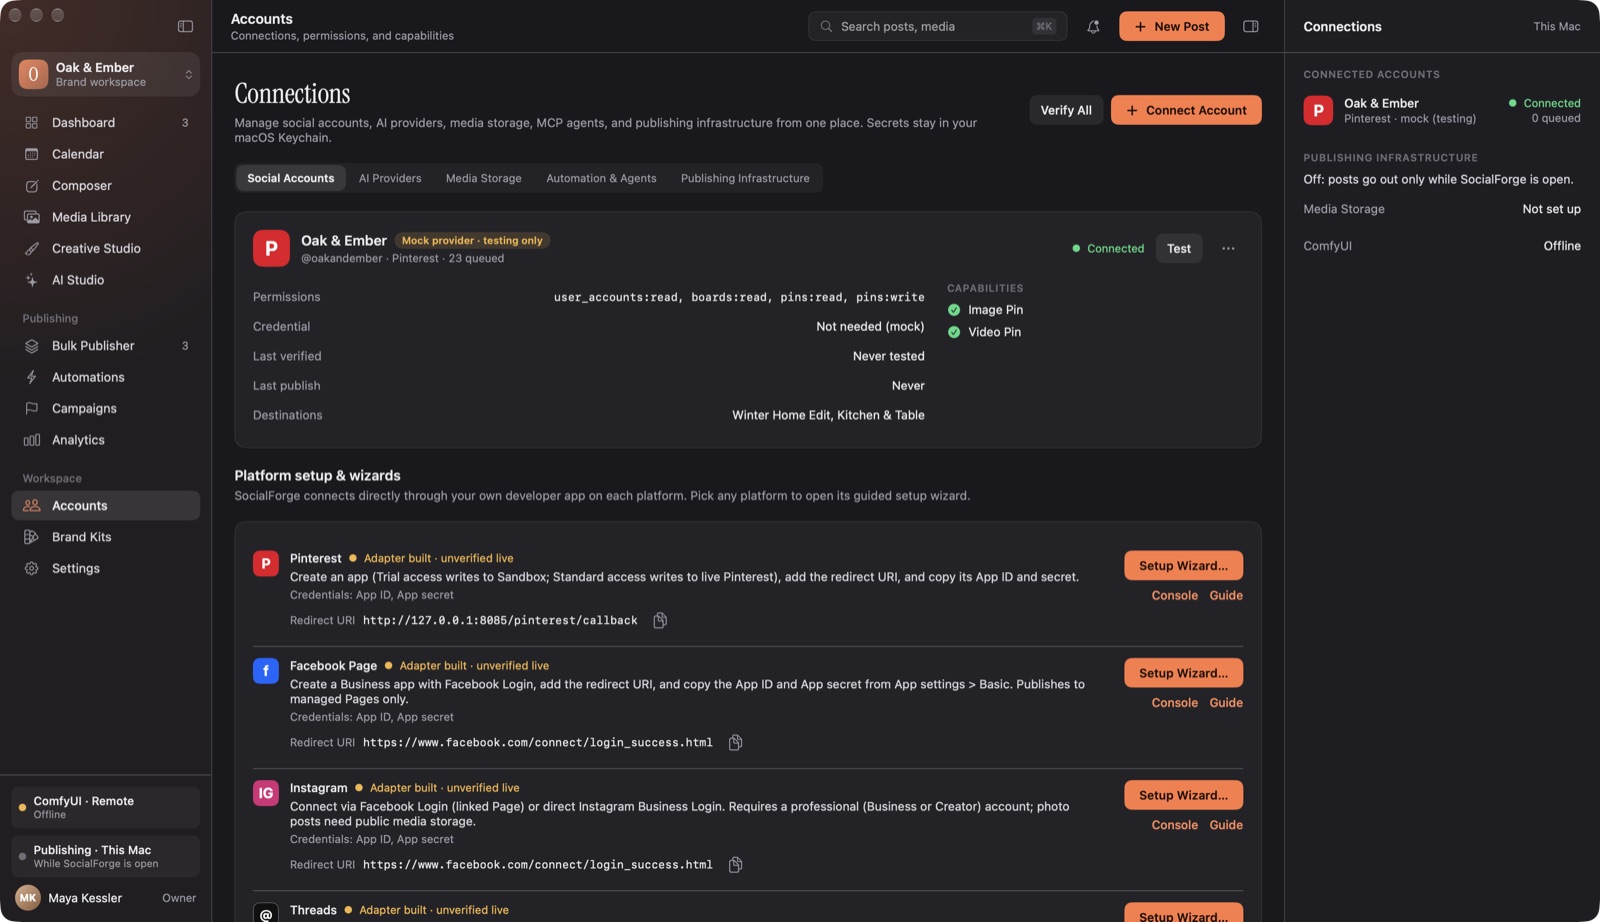 Oak & Ember
Brand workspace
Dashboard 3
Calendar
Composer
Media Library
Creative Studio
AI Studio
Publishing
Bulk Publisher 3
Automations
Campaigns
Analytics
Workspace
Accounts
Brand Kits
Settings
ComfyUI · Remote
Offline
Publishing · This Mac
While SocialForge is open
MK Maya Kessler Owner
Accounts
Connections, permissions, and capabilities
Search posts, media ⌘K
+ New Post
Connections
Manage social accounts, AI providers, media storage, MCP agents, and publishing infrastructure from one place. Secrets stay in your
macOS Keychain.
Verify All
+ Connect Account
Social Accounts AI Providers Media Storage Automation & Agents Publishing Infrastructure
P
Oak & Ember Mock provider · testing only
@oakandember · Pinterest · 23 queued
Connected Test ...
Permissions user_accounts:read, boards:read, pins:read, pins:write
Credential Not needed (mock)
Last verified Never tested
Last publish Never
Destinations Winter Home Edit, Kitchen & Table
CAPABILITIES
Image Pin
Video Pin
Platform setup & wizards
SocialForge connects directly through your own developer app on each platform. Pick any platform to open its guided setup wizard.
P
Pinterest Adapter built · unverified live
Create an app (Trial access writes to Sandbox; Standard access writes to live Pinterest), add the redirect URI, and copy its App ID and secret.
Credentials: App ID, App secret
Redirect URI http://127.0.0.1:8085/pinterest/callback
Setup Wizard...
Console Guide
f
Facebook Page Adapter built · unverified live
Create a Business app with Facebook Login, add the redirect URI, and copy the App ID and App secret from App settings > Basic. Publishes to
managed Pages only.
Credentials: App ID, App secret
Redirect URI https://www.facebook.com/connect/login_success.html
Setup Wizard...
Console Guide
IG
Instagram Adapter built · unverified live
Connect via Facebook Login (linked Page) or direct Instagram Business Login. Requires a professional (Business or Creator) account; photo
posts need public media storage.
Credentials: App ID, App secret
Redirect URI https://www.facebook.com/connect/login_success.html
Setup Wizard...
Console Guide
@
Threads Adapter built · unverified live
Setup Wizard...
Connections This Mac
CONNECTED ACCOUNTS
P
Oak & Ember Connected
Pinterest · mock (testing) 0 queued
PUBLISHING INFRASTRUCTURE
Off: posts go out only while SocialForge is open.
Media Storage Not set up
ComfyUI Offline